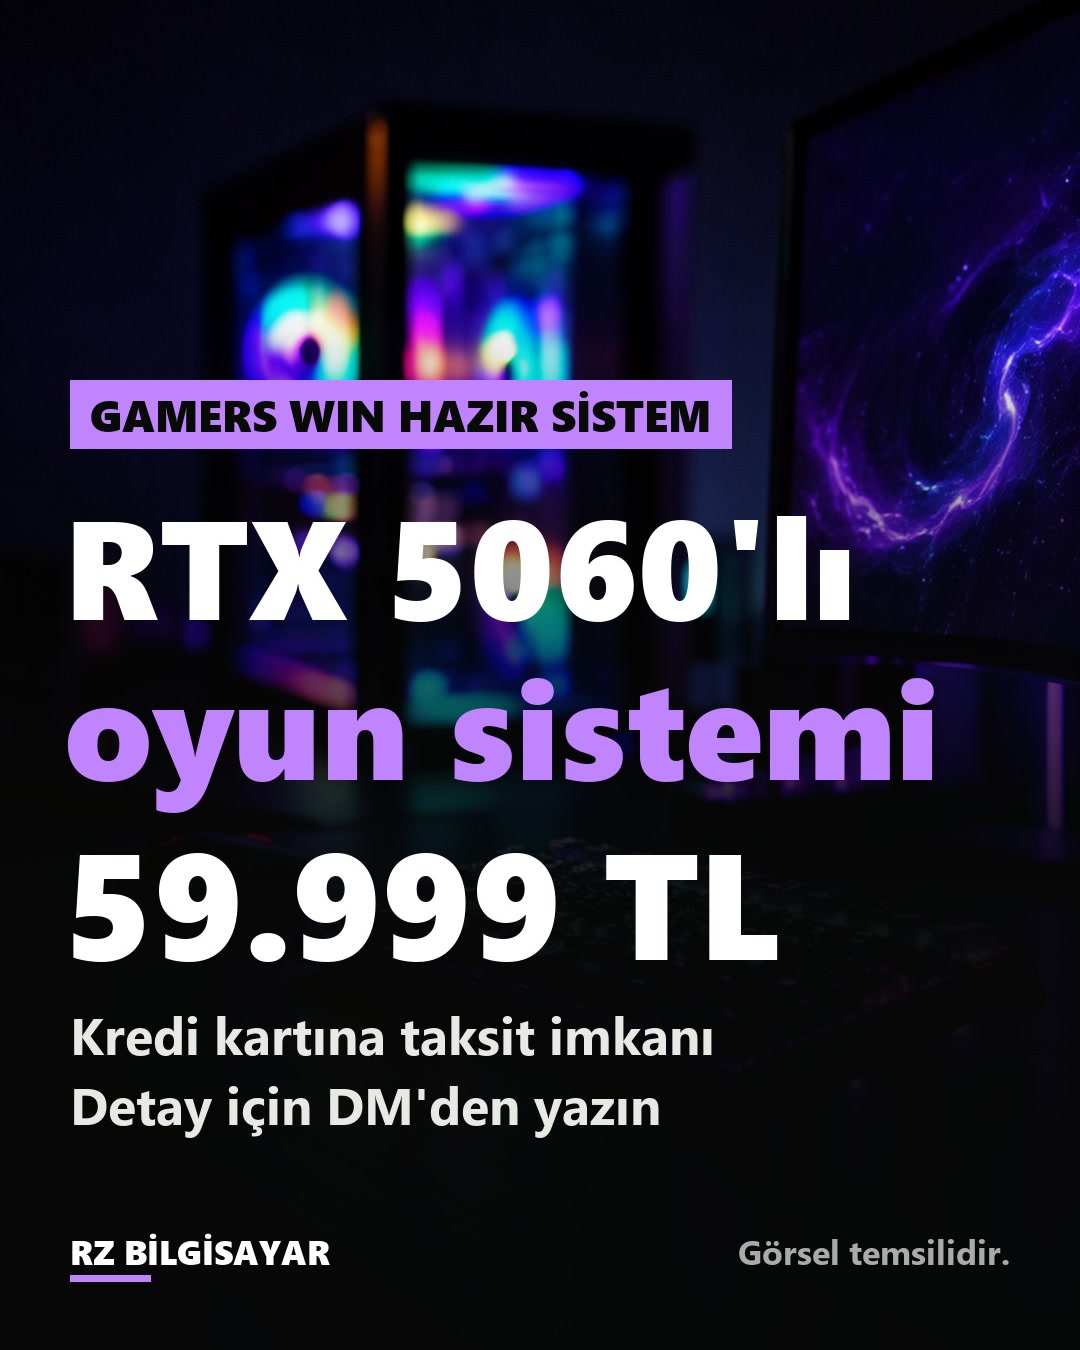 GAMERS WIN HAZIR SİSTEM
RTX 5060'lı
oyun sistemi
59.999 TL
Kredi kartına taksit imkanı
Detay için DM'den yazın
RZ BİLGİSAYAR
Görsel temsilidir.